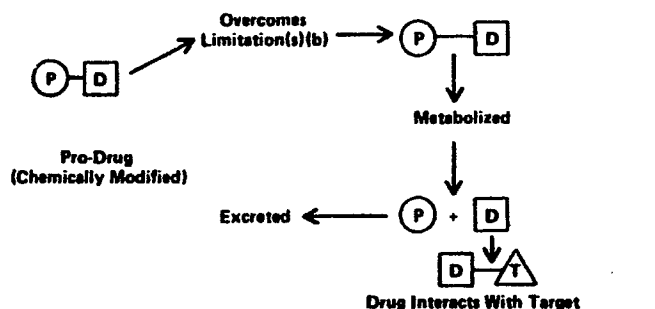 Overcomes
Limitation(s)(b)
P D
P D
Metabolized
Pro-Drug
(Chemically Modified)
Excreted
P + D
D T
Drug Interacts With Target